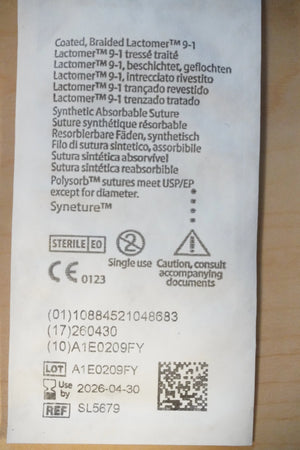 Coated, Braided Lactomer™ 9-1
Lactomer™ 9-1 tressé traité
Lactomer™ 9-1, beschichtet, geflochten
Lactomer™ 9-1, intrecciato rivestito
Lactomer™ 9-1 trançado revestido
Lactomer™ 9-1 trenzado tratado
Synthetic Absorbable Suture
Suture synthétique résorbable
Resorbierbare Fäden, synthetisch
Filo di sutura sintetico, assorbibile
Sutura sintética absorvível
Sutura sintética reabsorbible
Polysorb™ sutures meet USP/EP
except for diameter.
Syneture™
STERILE EO
2
CE 0123
Single use
Caution, consult
accompanying
documents
(01)10884521048683
(17)260430
(10)A1E0209FY
LOT A1E0209FY
Use by 2026-04-30
REF SL5679